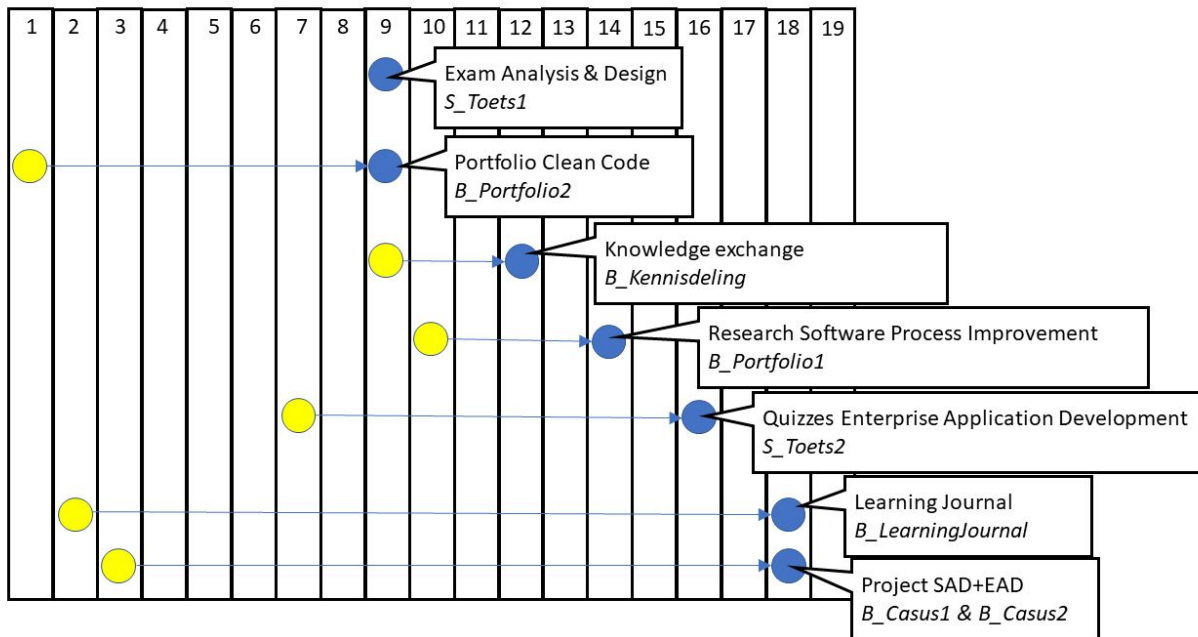 1 2 3 4 5 6 7 8 9 10 11 12 13 14 15 16 17 18 19
Exam Analysis & Design
S_Toets1
Portfolio Clean Code
B_Portfolio2
Knowledge exchange
B_Kennisdeling
Research Software Process Improvement
B_Portfolio1
Quizzes Enterprise Application Development
S_Toets2
Learning Journal
B_LearningJournal
Project SAD+EAD
B_Casus1 & B_Casus2